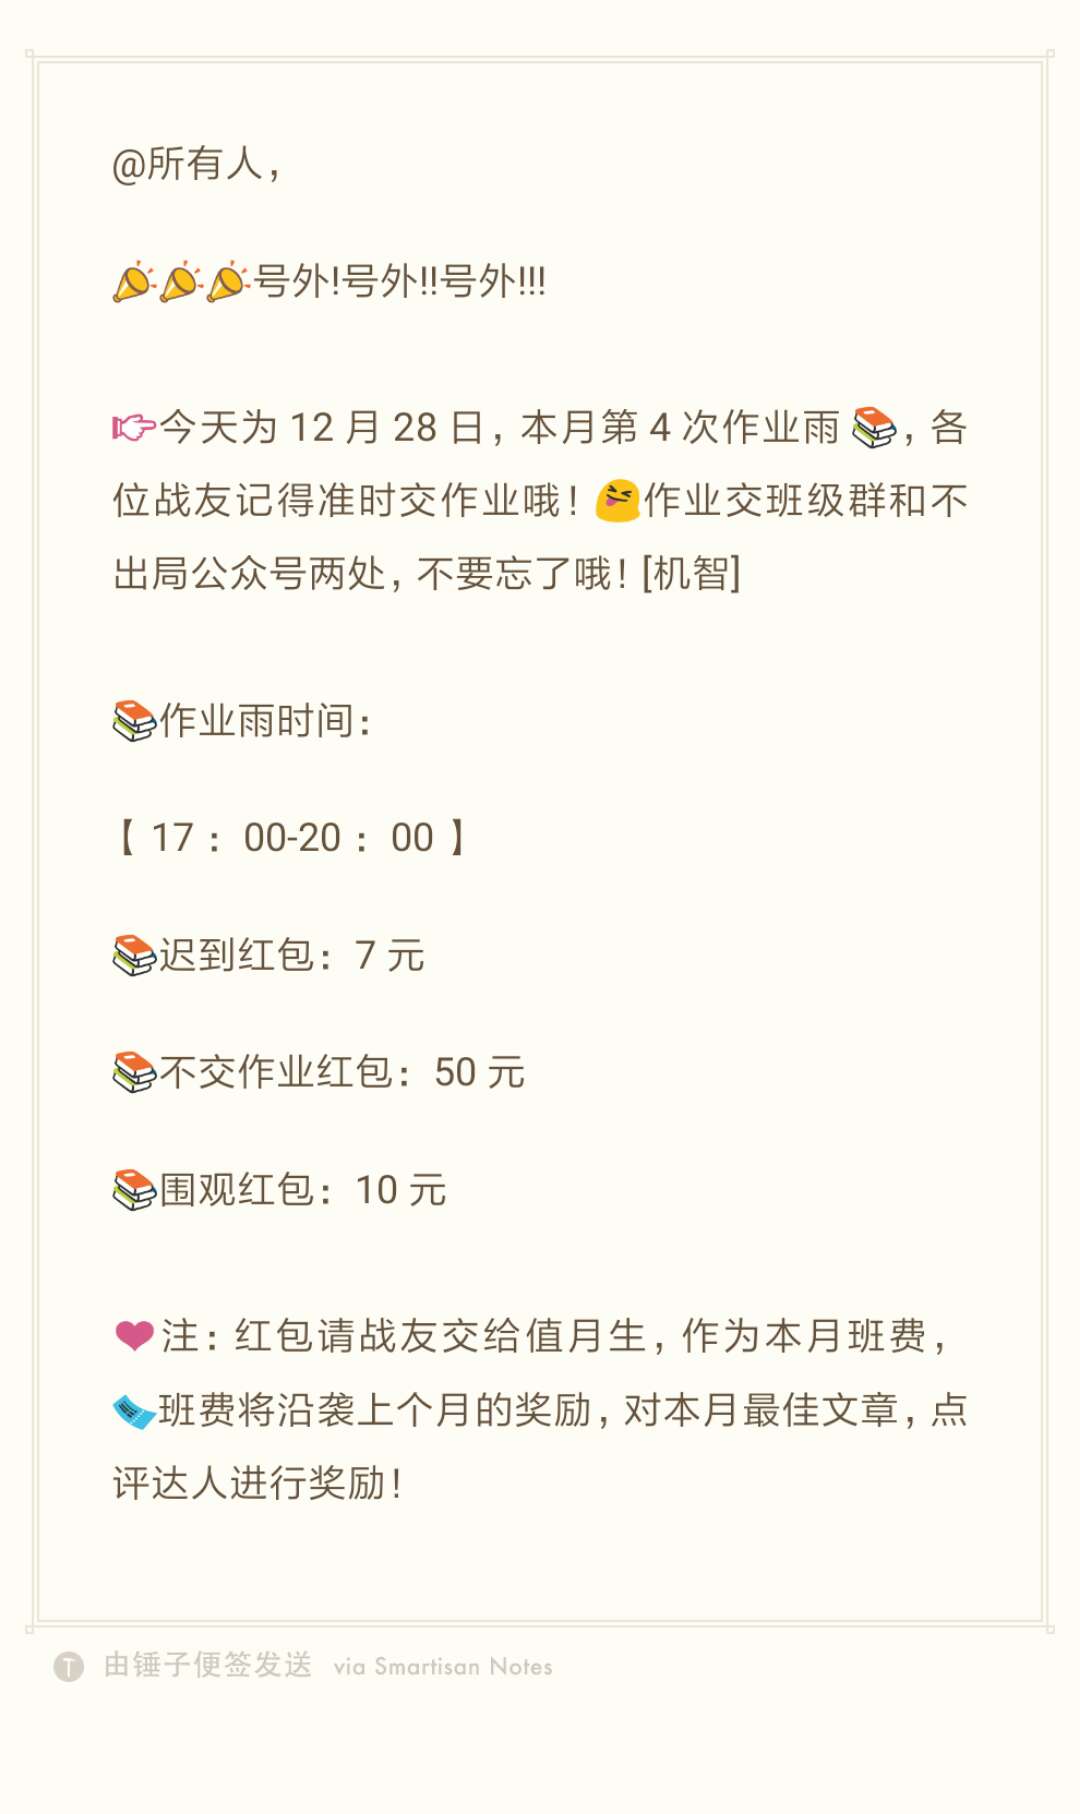 @所有人，
号外!号外!!号外!!!
今天为 12 月 28 日，本月第 4 次作业雨 ，各
位战友记得准时交作业哦！作业交班级群和不
出局公众号两处，不要忘了哦！[机智]
作业雨时间：
【 17 ：00-20 ：00 】
迟到红包：7 元
不交作业红包：50 元
围观红包：10 元
注：红包请战友交给值月生，作为本月班费，
班费将沿袭上个月的奖励，对本月最佳文章，点
评达人进行奖励！
由锤子便签发送 via Smartisan Notes